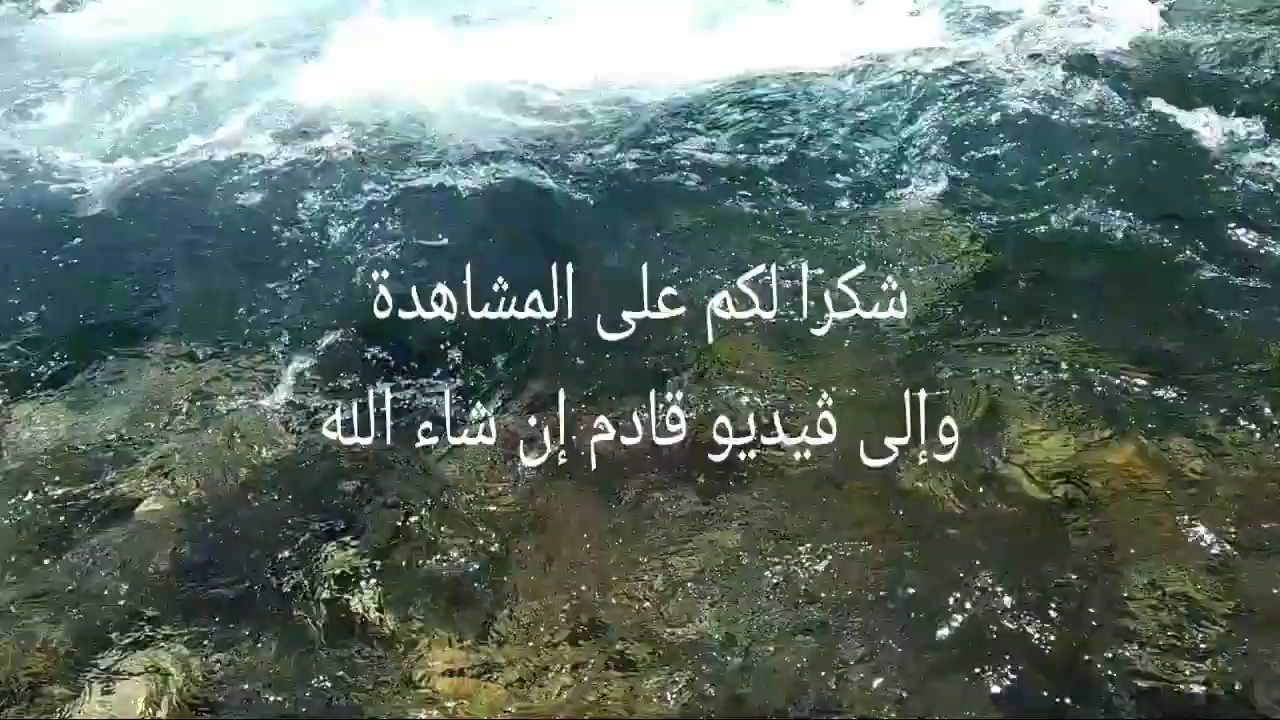 شكرا لكم على المشاهدة
وإلى ڤيديو قادم إن شاء الله